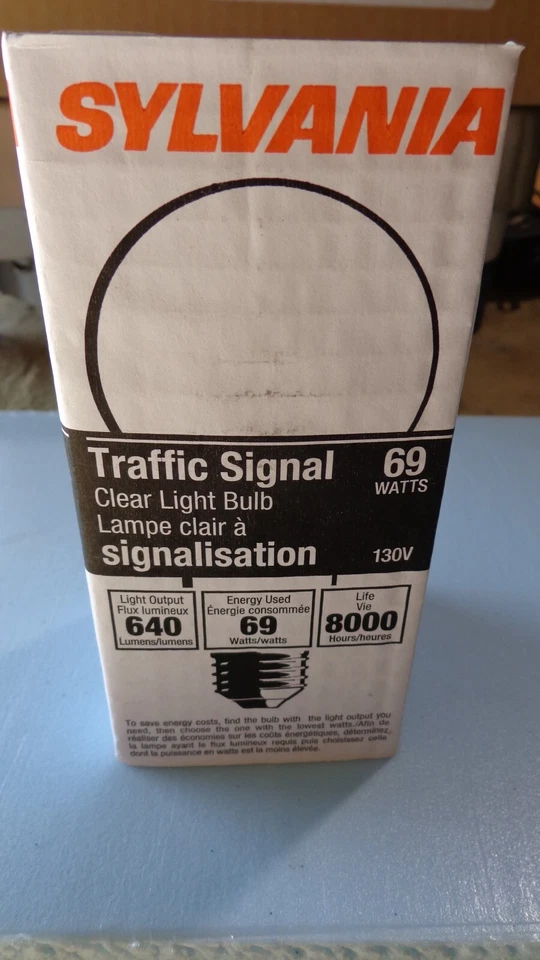 SYLVANIA
Traffic Signal
69
WATTS
Clear Light Bulb
Lampe clair à
signalisation
130V
Light Output
Flux lumineux
640
Lumens/lumens
Energy Used
Énergie consommée
69
Watts/watts
Life
Vie
8000
Hours/heures
To save energy costs, find the bulb with the light output you
need, then choose the one with the lowest watts./Afin de
réaliser des économies sur les coûts énergétiques, déterminez,
la lampe ayant le flux lumineux requis puis choisissez celle
dont la puissance en watts est la moins élevée.